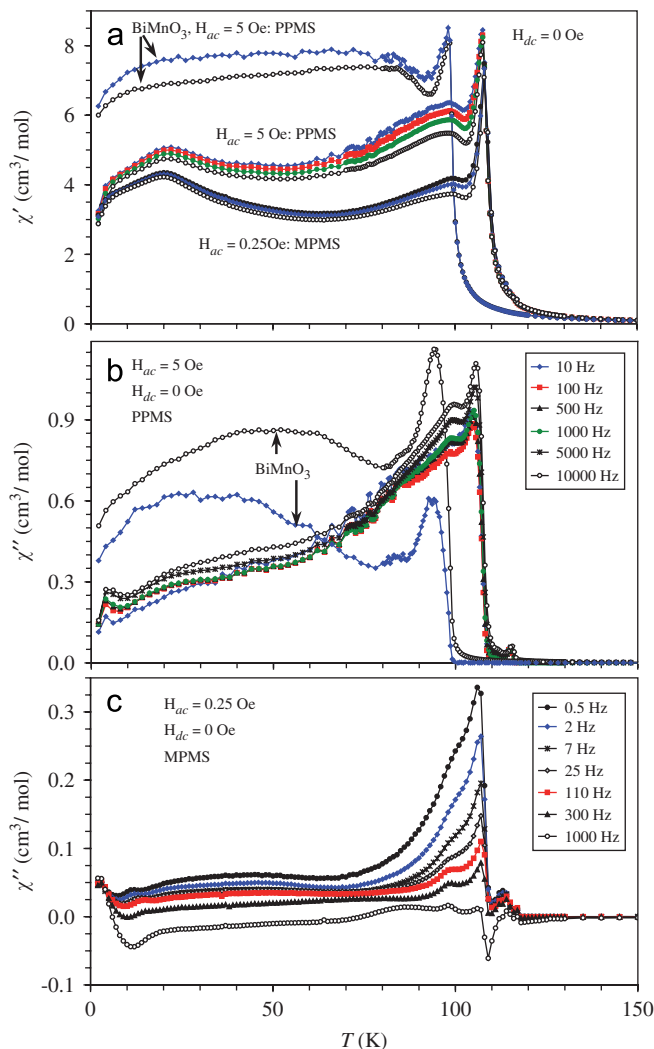 a
BiMnO3, Hac = 5 Oe: PPMS
Hdc = 0 Oe
Hac = 5 Oe: PPMS
Hac = 0.25Oe: MPMS
χ′ (cm3/ mol)
8
7
6
5
4
3
2
1
0
b
Hac = 5 Oe
Hdc = 0 Oe
PPMS
BiMnO3
10 Hz
100 Hz
500 Hz
1000 Hz
5000 Hz
10000 Hz
χ″ (cm3/ mol)
0.9
0.6
0.3
0.0
c
Hac = 0.25 Oe
Hdc = 0 Oe
MPMS
0.5 Hz
2 Hz
7 Hz
25 Hz
110 Hz
300 Hz
1000 Hz
χ″ (cm3/ mol)
0.3
0.2
0.1
0.0
-0.1
0 50 100 150
T (K)